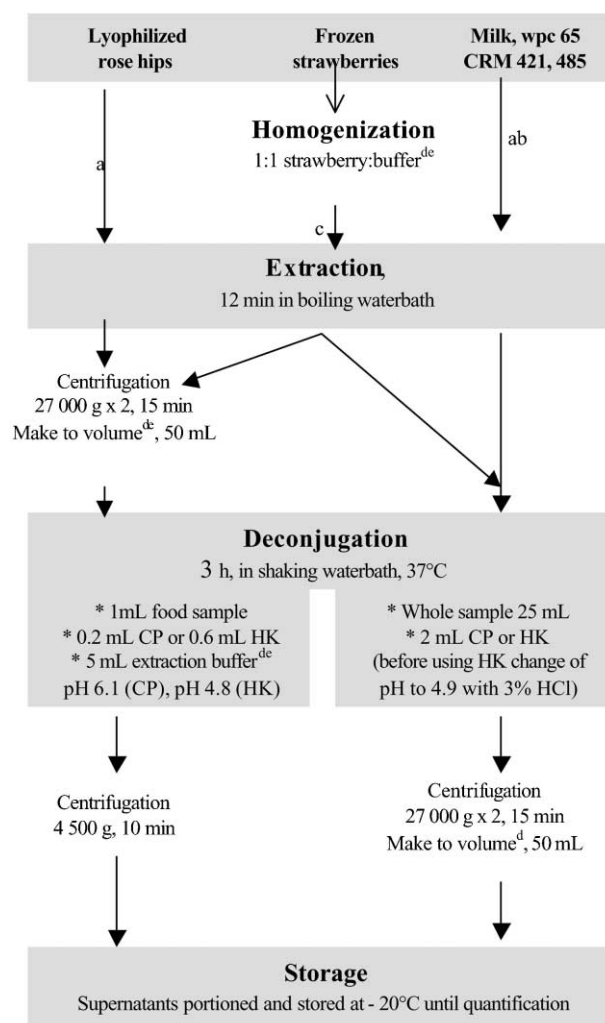 Lyophilized
rose hips
Frozen
strawberries
Milk, wpc 65
CRM 421, 485
Homogenization
1:1 strawberry:buffer^de
a
ab
c
Extraction,
12 min in boiling waterbath
Centrifugation
27 000 g x 2, 15 min
Make to volume^de, 50 mL
Deconjugation
3 h, in shaking waterbath, 37°C
* 1mL food sample
* 0.2 mL CP or 0.6 mL HK
* 5 mL extraction buffer^de
pH 6.1 (CP), pH 4.8 (HK)
* Whole sample 25 mL
* 2 mL CP or HK
(before using HK change of
pH to 4.9 with 3% HCl)
Centrifugation
4 500 g, 10 min
Centrifugation
27 000 g x 2, 15 min
Make to volume^d, 50 mL
Storage
Supernatants portioned and stored at - 20°C until quantification